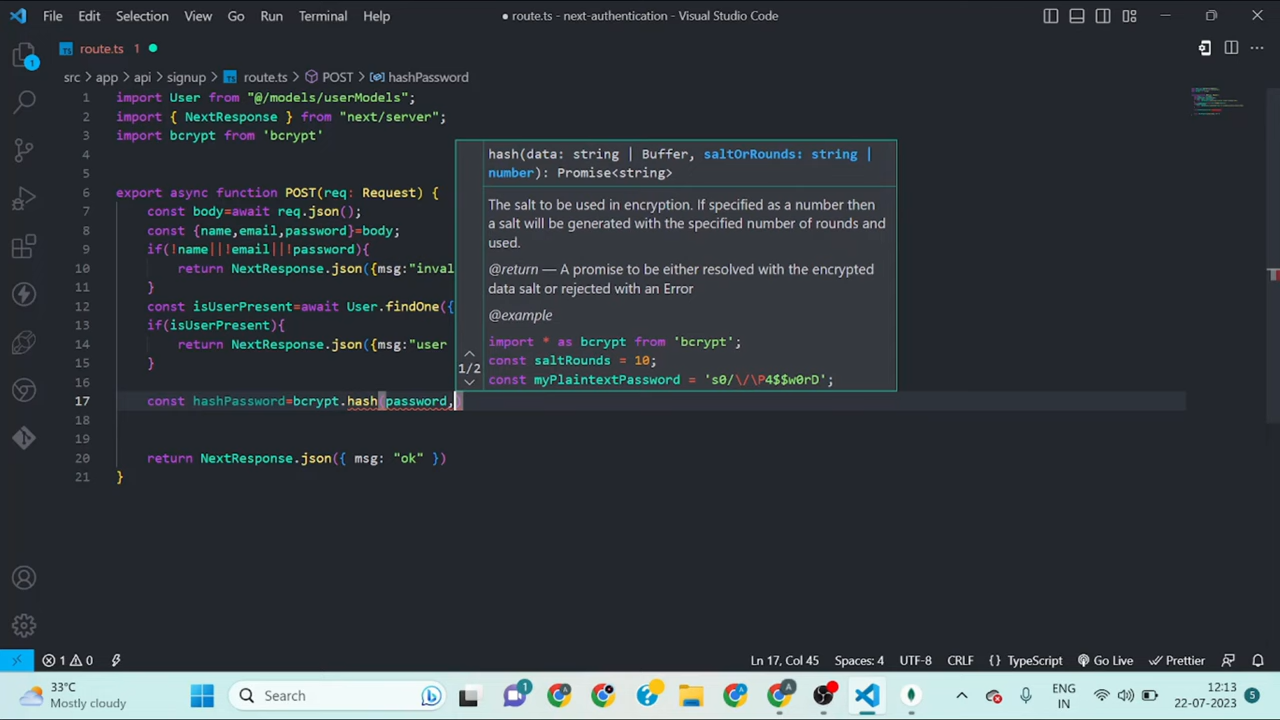 File Edit Selection View Go Run Terminal Help
● route.ts - next-authentication - Visual Studio Code
TS route.ts 1
src > app > api > signup > TS route.ts > POST > hashPassword
1 import User from "@/models/userModels";
2 import { NextResponse } from "next/server";
3 import bcrypt from 'bcrypt'
4
5
6 export async function POST(req: Request) {
7 const body=await req.json();
8 const {name,email,password}=body;
9 if(!name||!email||!password){
10 return NextResponse.json({msg:"inval
11 }
12 const isUserPresent=await User.findOne({
13 if(isUserPresent){
14 return NextResponse.json({msg:"user
15 }
16
17 const hashPassword=bcrypt.hash(password,)
18
19
20 return NextResponse.json({ msg: "ok" })
21 }
hash(data: string | Buffer, saltOrRounds: string |
number): Promise<string>
The salt to be used in encryption. If specified as a number then
a salt will be generated with the specified number of rounds and
used.
@return — A promise to be either resolved with the encrypted
data salt or rejected with an Error
@example
import * as bcrypt from 'bcrypt';
1/2
const saltRounds = 10;
const myPlaintextPassword = 's0/\/\P4$$w0rD';
1
1 0
Ln 17, Col 45 Spaces: 4 UTF-8 CRLF {} TypeScript Go Live Prettier
33°C
Mostly cloudy
Search
1
A
A
ENG
IN
12:13
22-07-2023
5